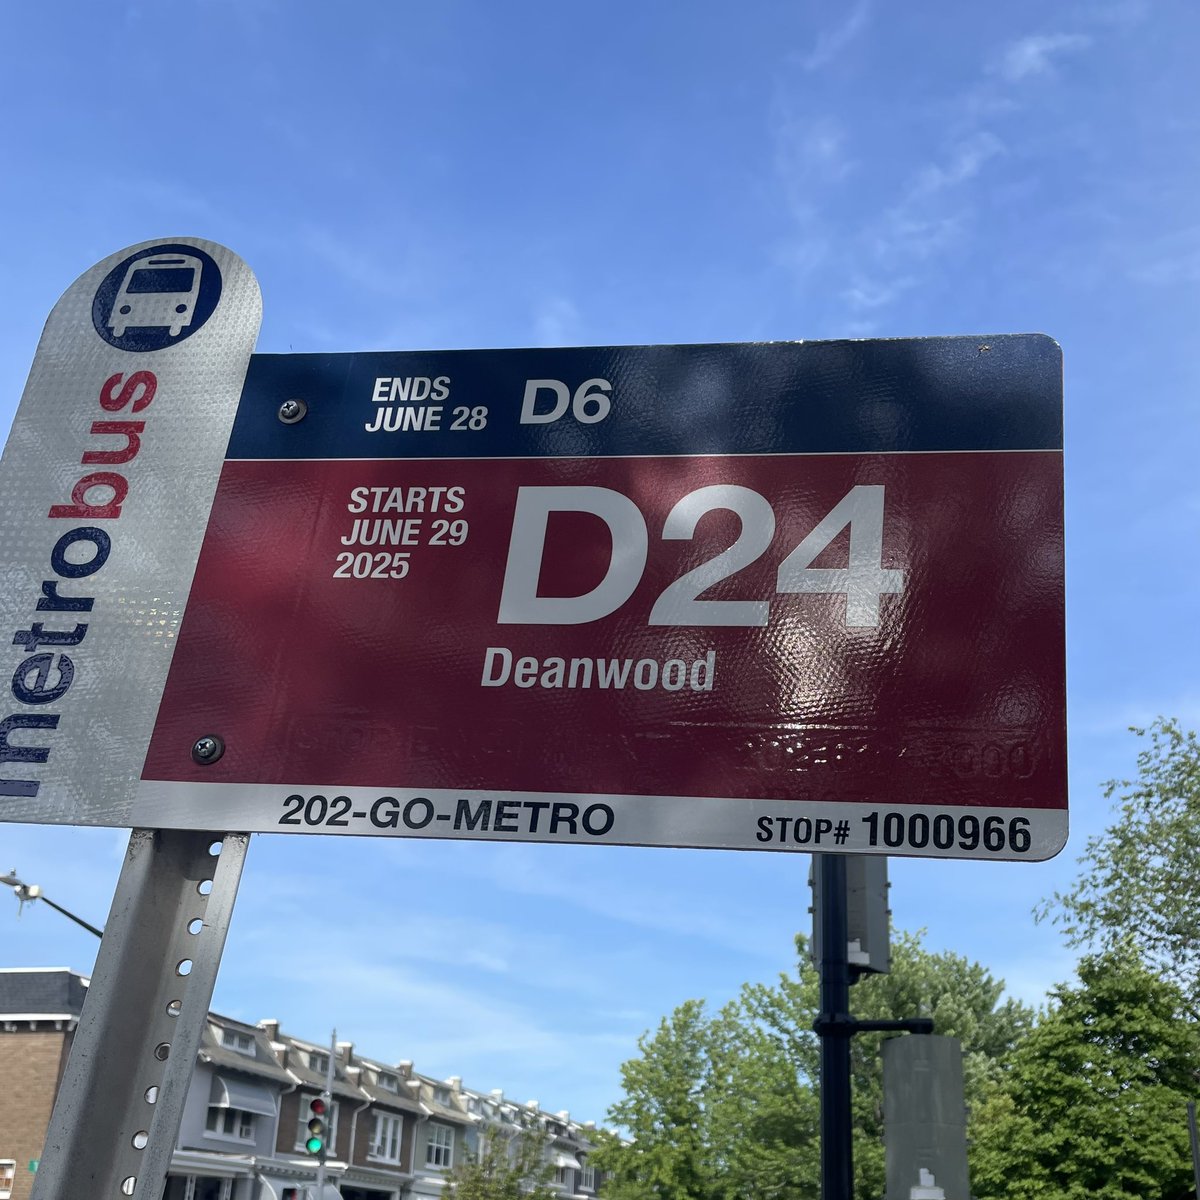 metrobus
ENDS
JUNE 28
D6
STARTS
JUNE 29
2025
D24
Deanwood
202-GO-METRO
STOP# 1000966